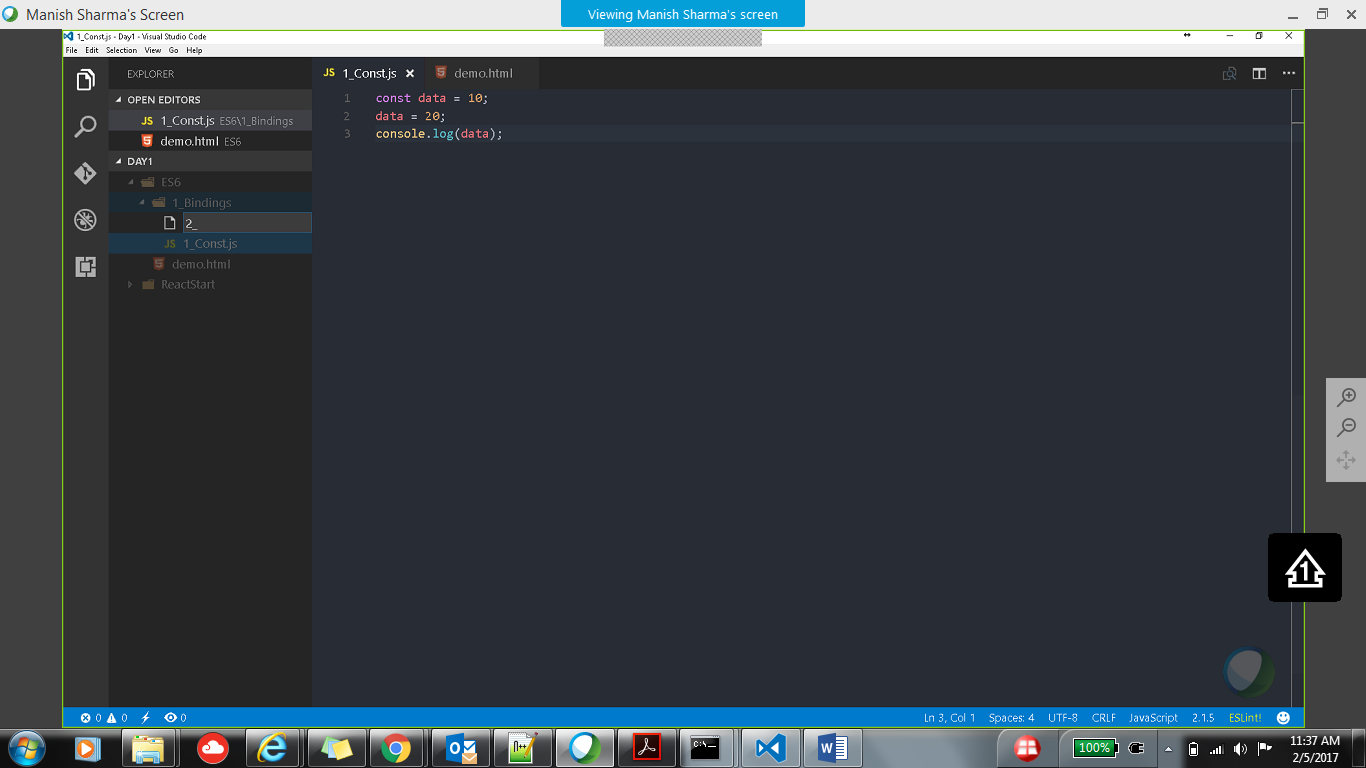 Manish Sharma's Screen
Viewing Manish Sharma's screen
1_Const.js - Day1 - Visual Studio Code
File Edit Selection View Go Help
EXPLORER
JS 1_Const.js
demo.html
OPEN EDITORS
JS 1_Const.js ES6\1_Bindings
demo.html ES6
DAY1
ES6
1_Bindings
2_
JS 1_Const.js
demo.html
ReactStart
1 const data = 10;
2 data = 20;
3 console.log(data);
1
0 0 0
Ln 3, Col 1 Spaces: 4 UTF-8 CRLF JavaScript 2.1.5 ESLint!
C:\
100%
11:37 AM
2/5/2017